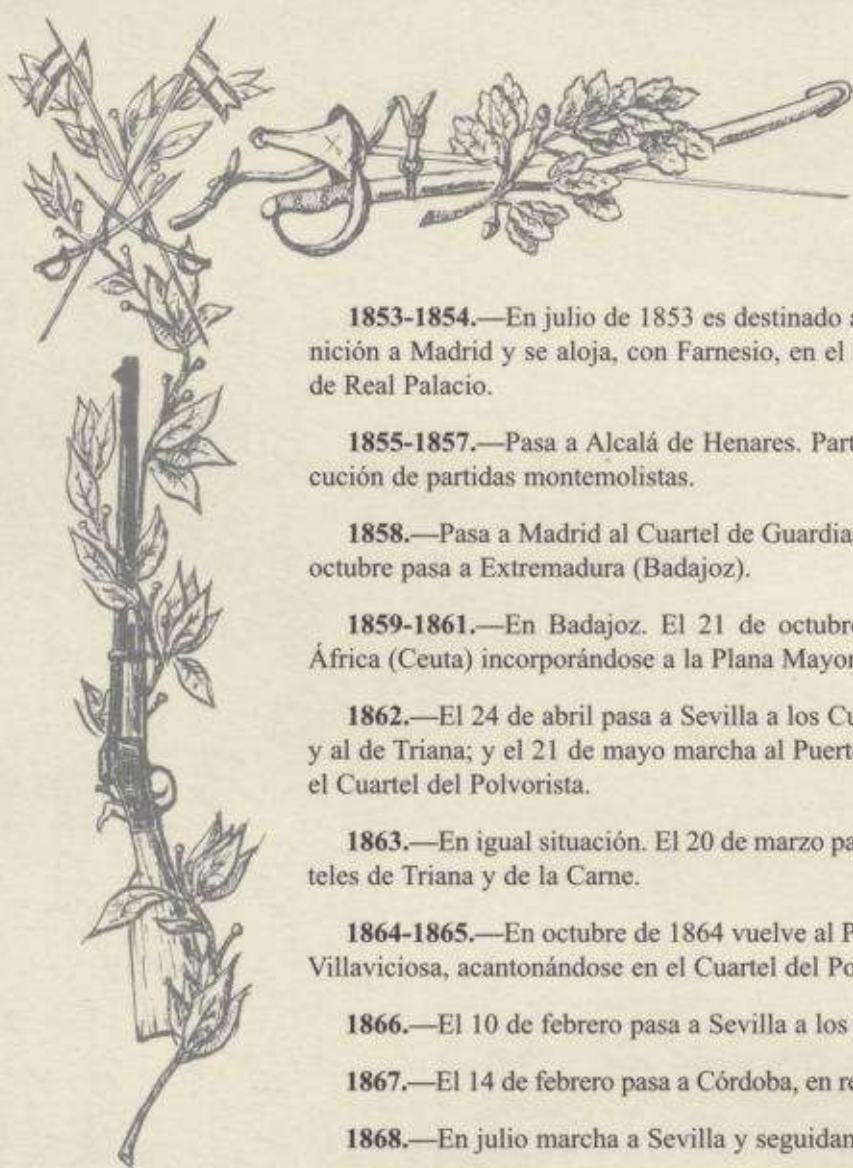 1853-1854.—En julio de 1853 es destinado a
nición a Madrid y se aloja, con Farnesio, en el
de Real Palacio.
1855-1857.—Pasa a Alcalá de Henares. Part
cución de partidas montemolistas.
1858.—Pasa a Madrid al Cuartel de Guardia
octubre pasa a Extremadura (Badajoz).
1859-1861.—En Badajoz. El 21 de octubre
África (Ceuta) incorporándose a la Plana Mayor
1862.—El 24 de abril pasa a Sevilla a los Cu
y al de Triana; y el 21 de mayo marcha al Puert
el Cuartel del Polvorista.
1863.—En igual situación. El 20 de marzo pa
teles de Triana y de la Carne.
1864-1865.—En octubre de 1864 vuelve al P
Villaviciosa, acantonándose en el Cuartel del Po
1866.—El 10 de febrero pasa a Sevilla a los
1867.—El 14 de febrero pasa a Córdoba, en re
1868.—En julio marcha a Sevilla y seguidan